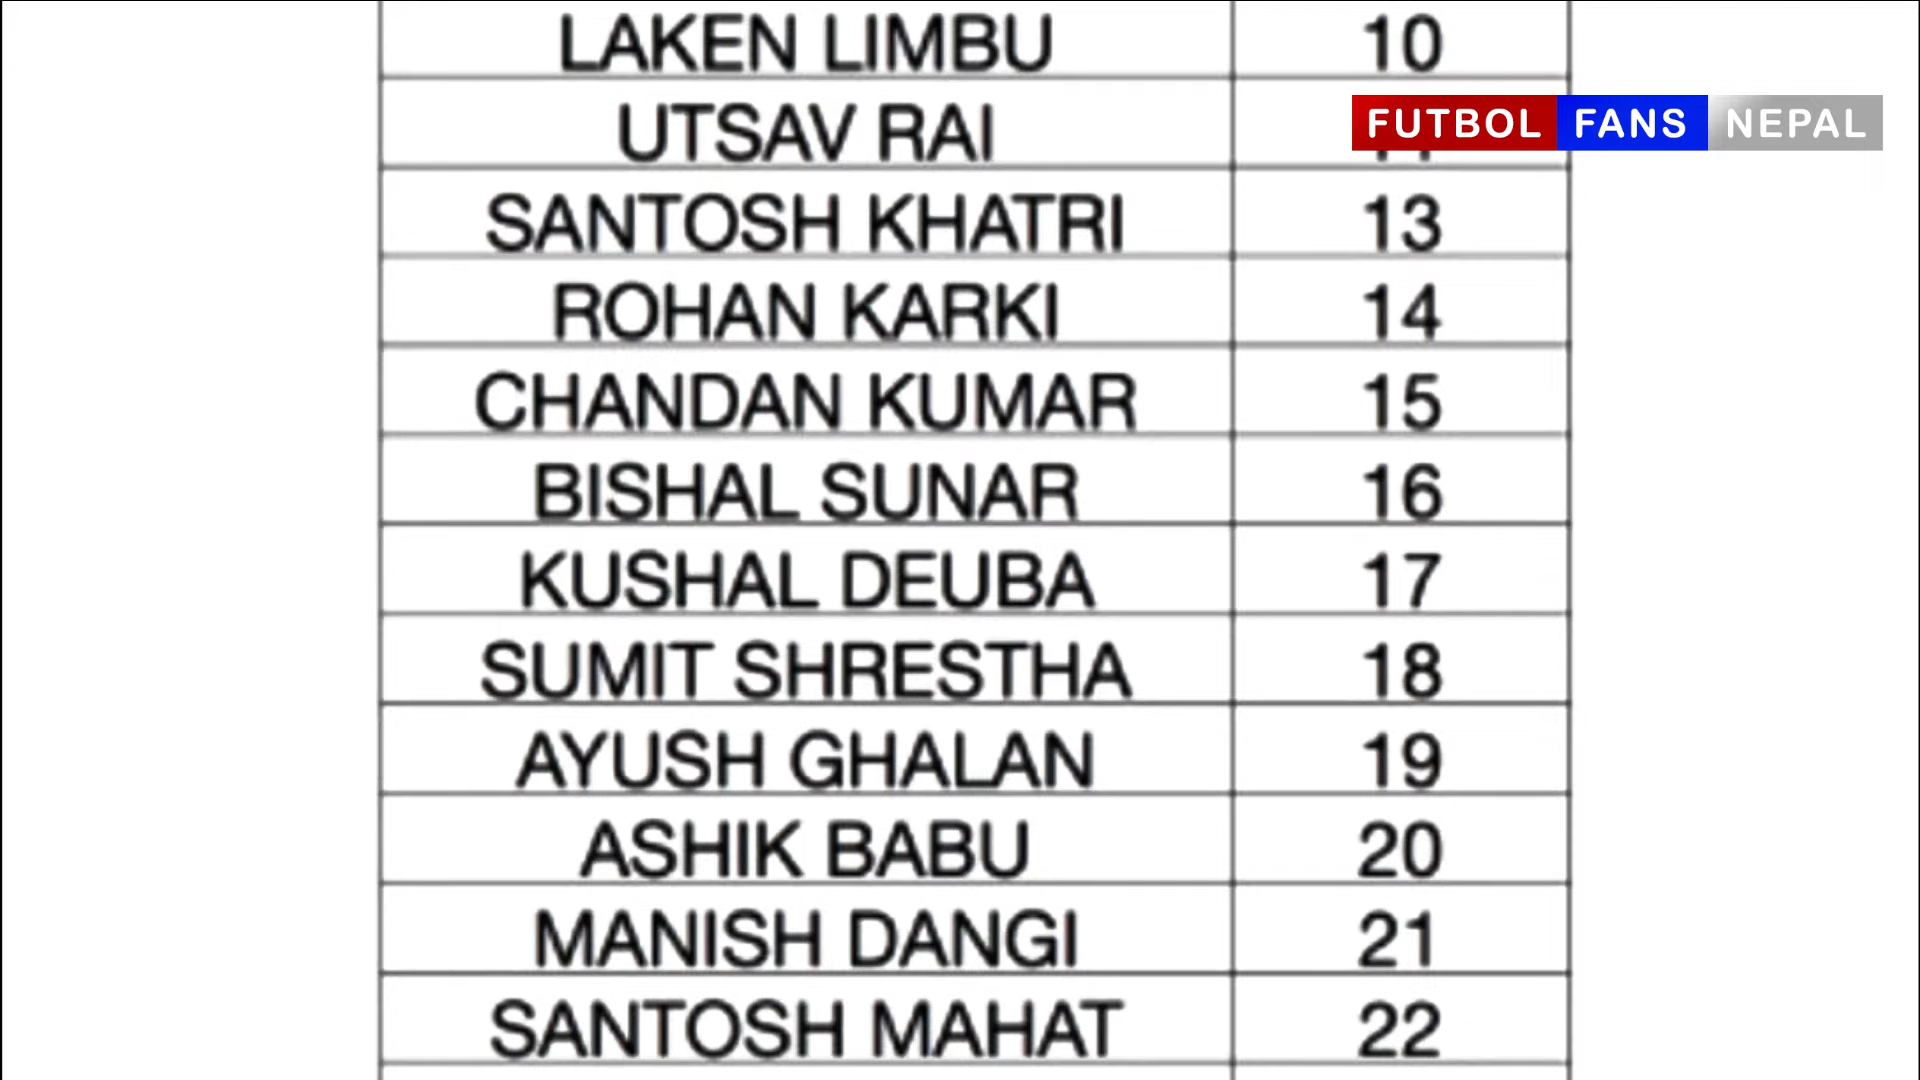 LAKEN LIMBU 10
FUTBOL FANS NEPAL
UTSAV RAI
SANTOSH KHATRI 13
ROHAN KARKI 14
CHANDAN KUMAR 15
BISHAL SUNAR 16
KUSHAL DEUBA 17
SUMIT SHRESTHA 18
AYUSH GHALAN 19
ASHIK BABU 20
MANISH DANGI 21
SANTOSH MAHAT 22